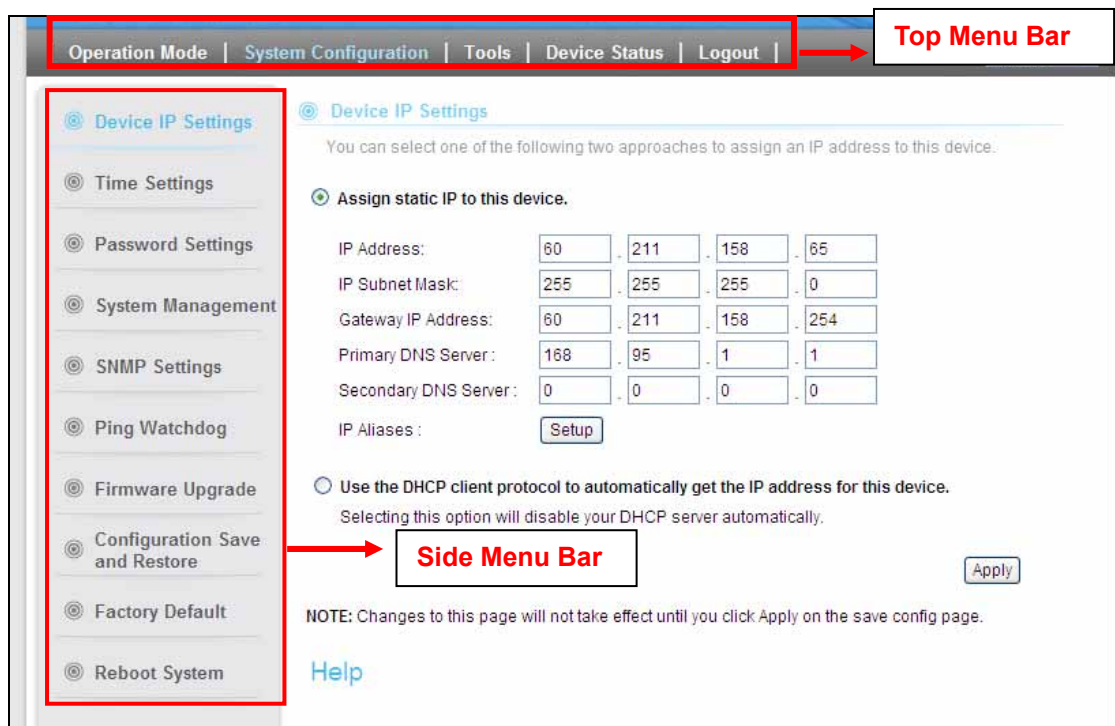 Operation Mode | System Configuration | Tools | Device Status | Logout |
Top Menu Bar
Device IP Settings
Time Settings
Password Settings
System Management
SNMP Settings
Ping Watchdog
Firmware Upgrade
Configuration Save
and Restore
Factory Default
Reboot System
Side Menu Bar
Device IP Settings
You can select one of the following two approaches to assign an IP address to this device.
Assign static IP to this device.
IP Address: 60 . 211 . 158 . 65
IP Subnet Mask: 255 . 255 . 255 . 0
Gateway IP Address: 60 . 211 . 158 . 254
Primary DNS Server : 168 . 95 . 1 . 1
Secondary DNS Server : 0 . 0 . 0 . 0
IP Aliases : Setup
Use the DHCP client protocol to automatically get the IP address for this device.
Selecting this option will disable your DHCP server automatically.
Apply
NOTE: Changes to this page will not take effect until you click Apply on the save config page.
Help